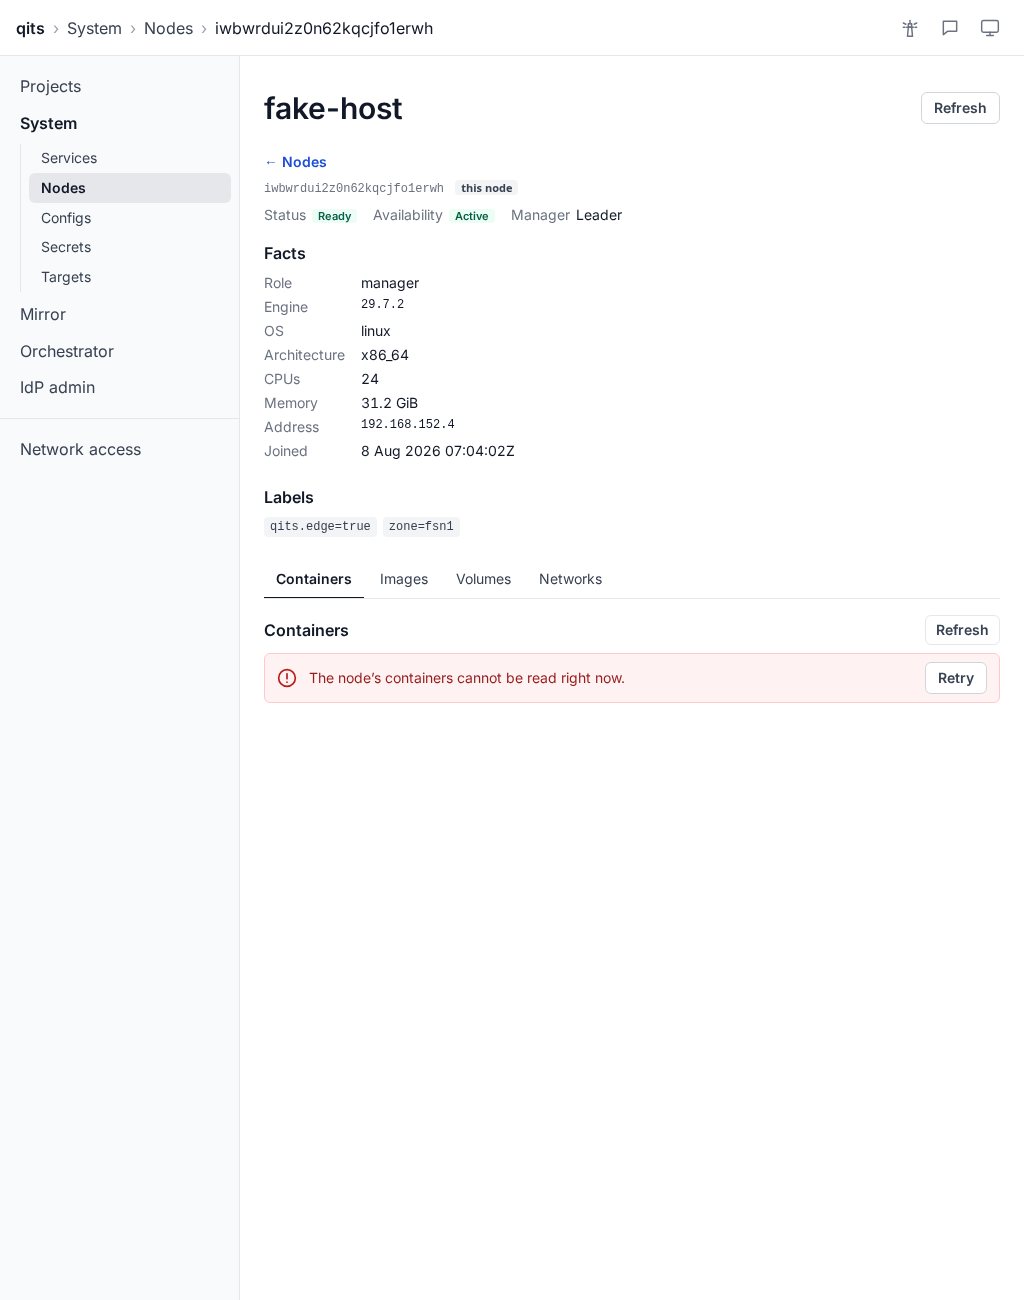 qits › System › Nodes › iwbwrdui2z0n62kqcjfo1erwh
Projects
System
Services
Nodes
Configs
Secrets
Targets
Mirror
Orchestrator
IdP admin
Network access
fake-host
Refresh
← Nodes
iwbwrdui2z0n62kqcjfo1erwh this node
Status Ready Availability Active Manager Leader
Facts
Role manager
Engine 29.7.2
OS linux
Architecture x86_64
CPUs 24
Memory 31.2 GiB
Address 192.168.152.4
Joined 8 Aug 2026 07:04:02Z
Labels
qits.edge=true zone=fsn1
Containers Images Volumes Networks
Containers Refresh
The node’s containers cannot be read right now. Retry